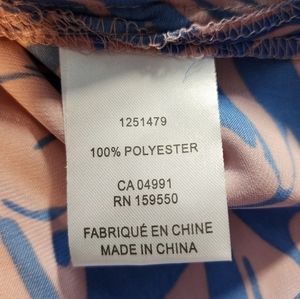 1251479
100% POLYESTER
CA 04991
RN 159550
FABRIQUÉ EN CHINE
MADE IN CHINA